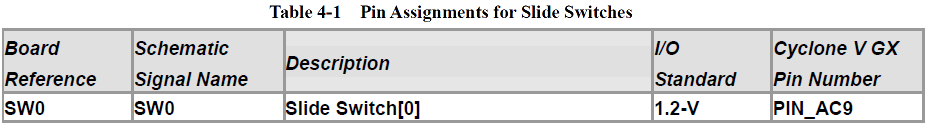 Table 4-1 Pin Assignments for Slide Switches
Board Reference Schematic Signal Name Description I/O Standard Cyclone V GX Pin Number
SW0 SW0 Slide Switch[0] 1.2-V PIN_AC9